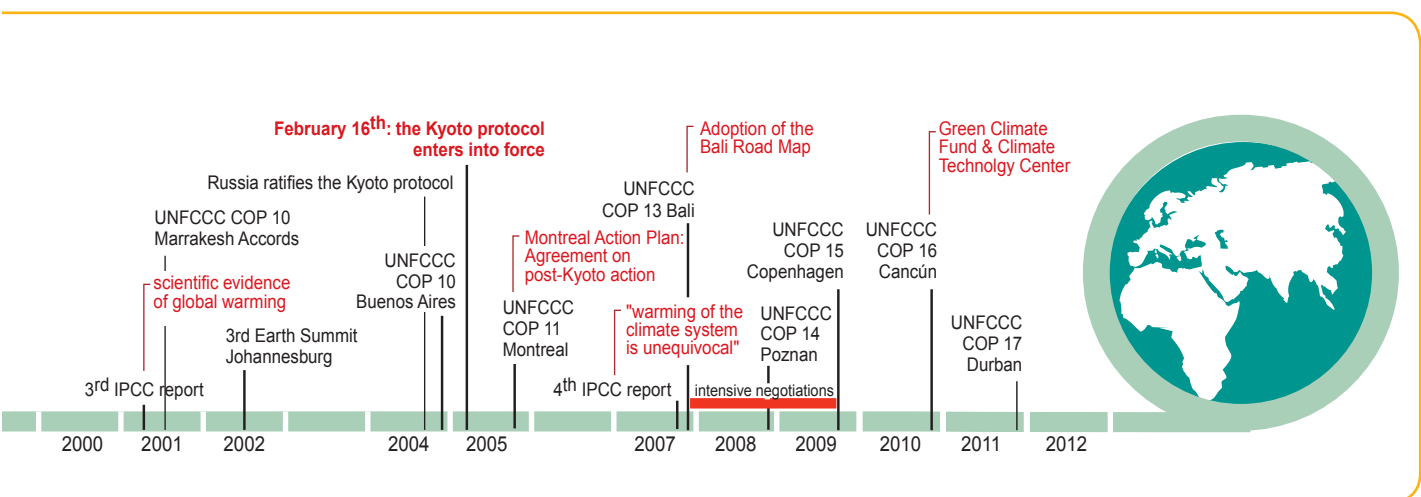 February 16th: the Kyoto protocol
enters into force
Russia ratifies the Kyoto protocol
UNFCCC COP 10
Marrakesh Accords
scientific evidence
of global warming
3rd IPCC report
3rd Earth Summit
Johannesburg
UNFCCC
COP 10
Buenos Aires
Montreal Action Plan:
Agreement on
post-Kyoto action
UNFCCC
COP 11
Montreal
Adoption of the
Bali Road Map
UNFCCC
COP 13 Bali
"warming of the
climate system
is unequivocal"
4th IPCC report
UNFCCC
COP 14
Poznan
intensive negotiations
UNFCCC
COP 15
Copenhagen
Green Climate
Fund & Climate
Technolgy Center
UNFCCC
COP 16
Cancún
UNFCCC
COP 17
Durban
2000
2001
2002
2004
2005
2007
2008
2009
2010
2011
2012